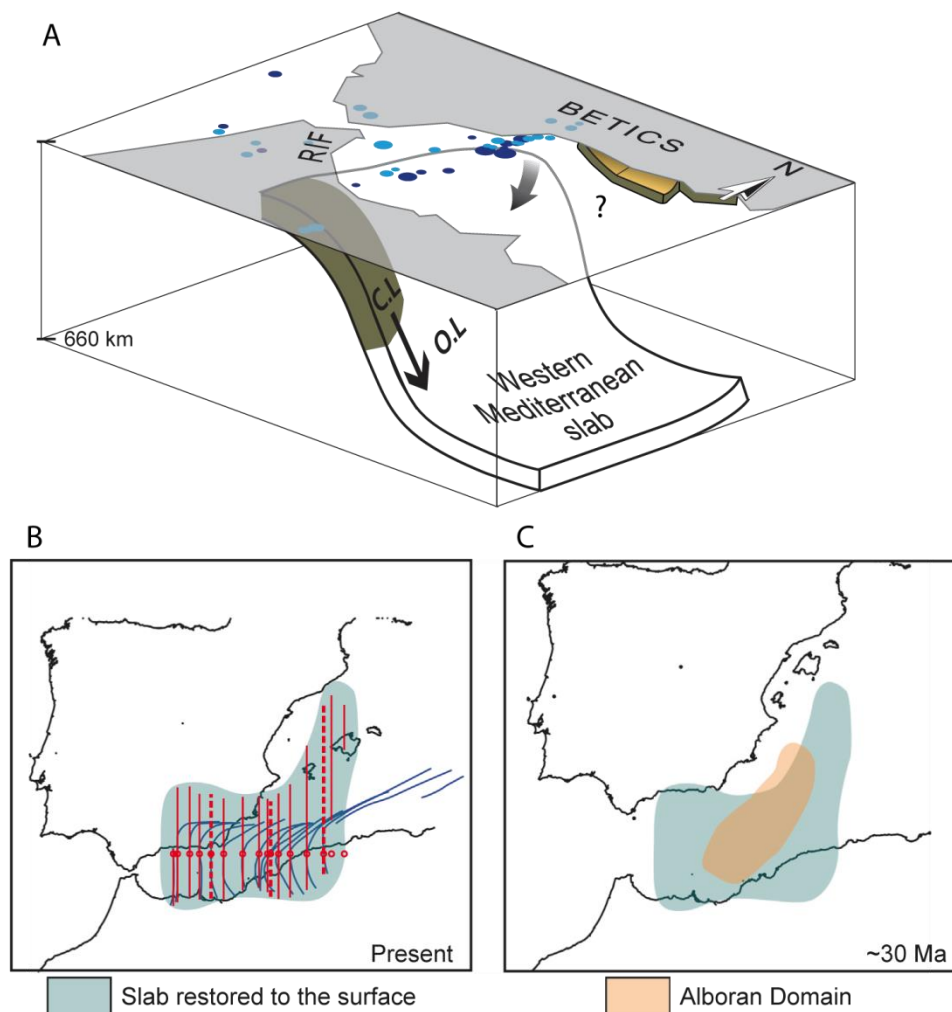 A
BETICS
RIF
N
?
C.L
O.L
660 km
Western
Mediterranean
slab
B
C
Present
~30 Ma
Slab restored to the surface
Alboran Domain